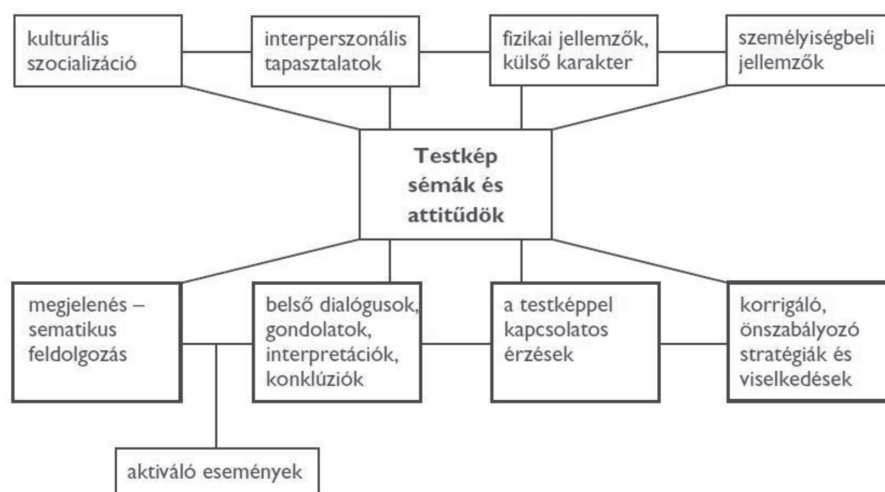 kulturális
szocializáció
interperszonális
tapasztalatok
fizikai jellemzők,
külső karakter
személyiségbeli
jellemzők
Testkép
sémák és
attitűdök
megjelenés –
sematikus
feldolgozás
belső dialógusok,
gondolatok,
interpretációk,
konklúziók
a testképpel
kapcsolatos
érzések
korrigáló,
önszabályozó
stratégiák és
viselkedések
aktiváló események